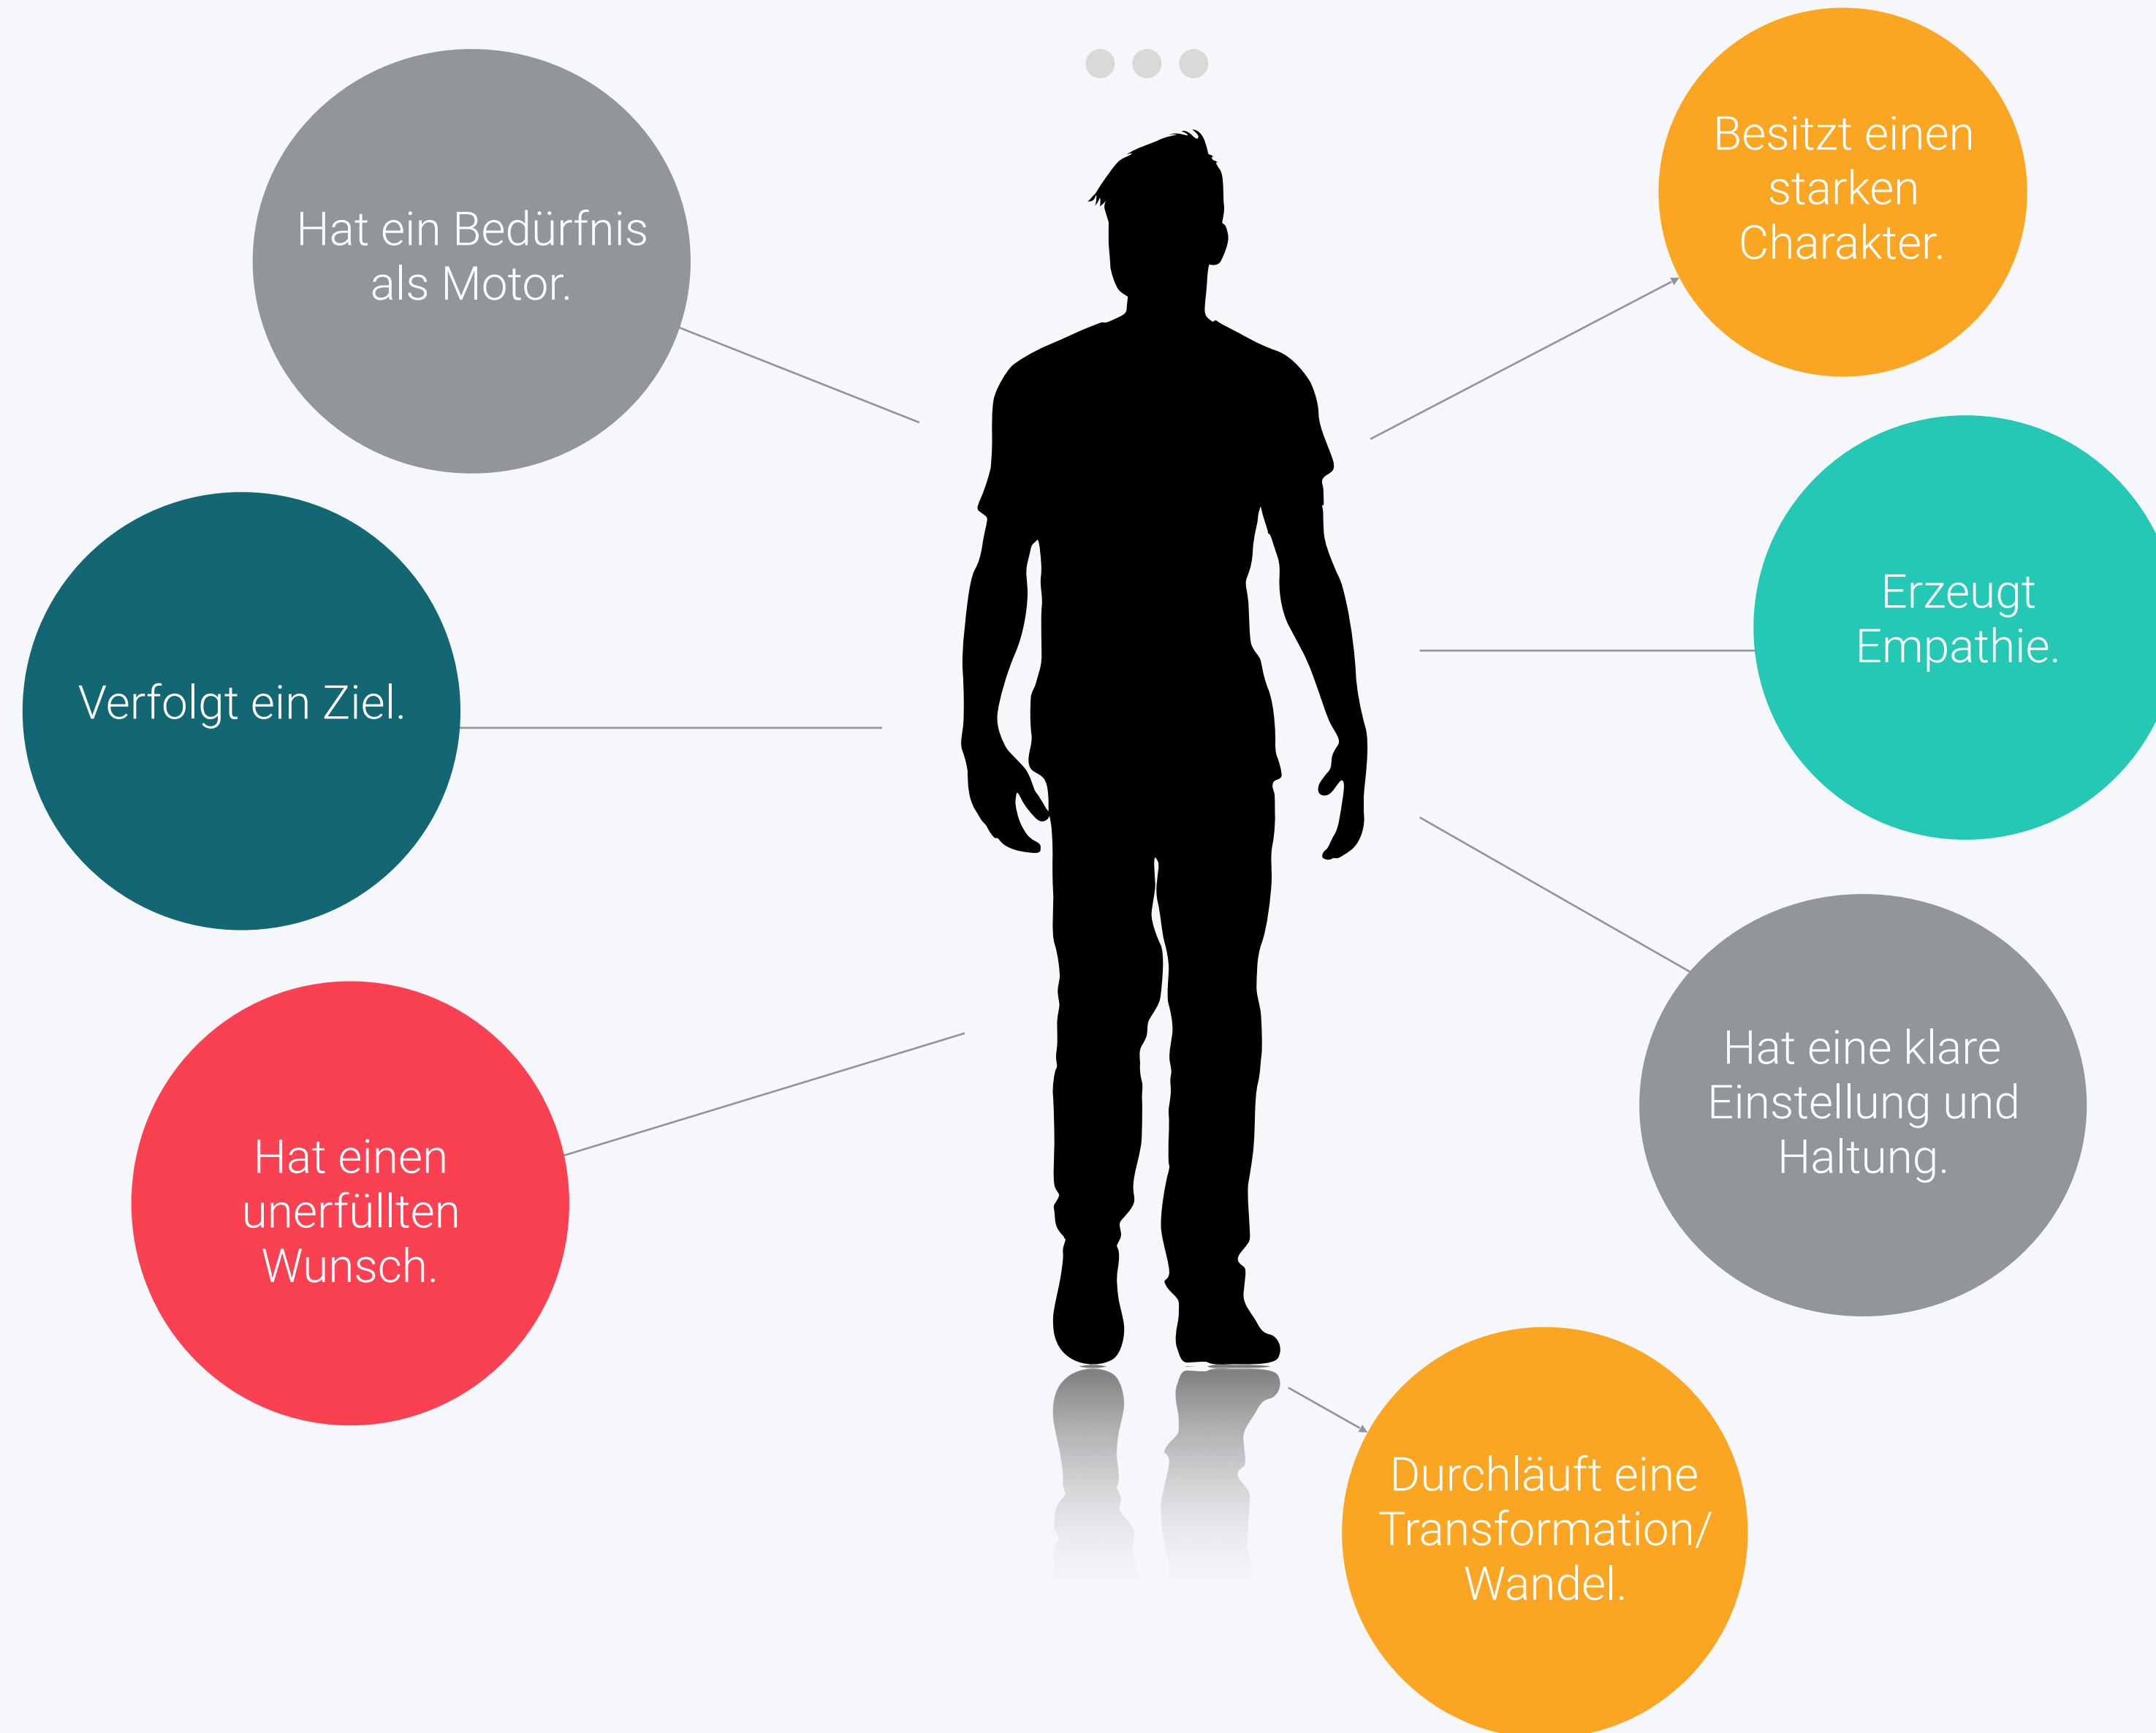 Hat ein Bedürfnis
als Motor.
Verfolgt ein Ziel.
Hat einen
unerfüllten
Wunsch.
Besitzt einen
starken
Charakter.
Erzeugt
Empathie.
Hat eine klare
Einstellung und
Haltung.
Durchläuft eine
Transformation/
Wandel.